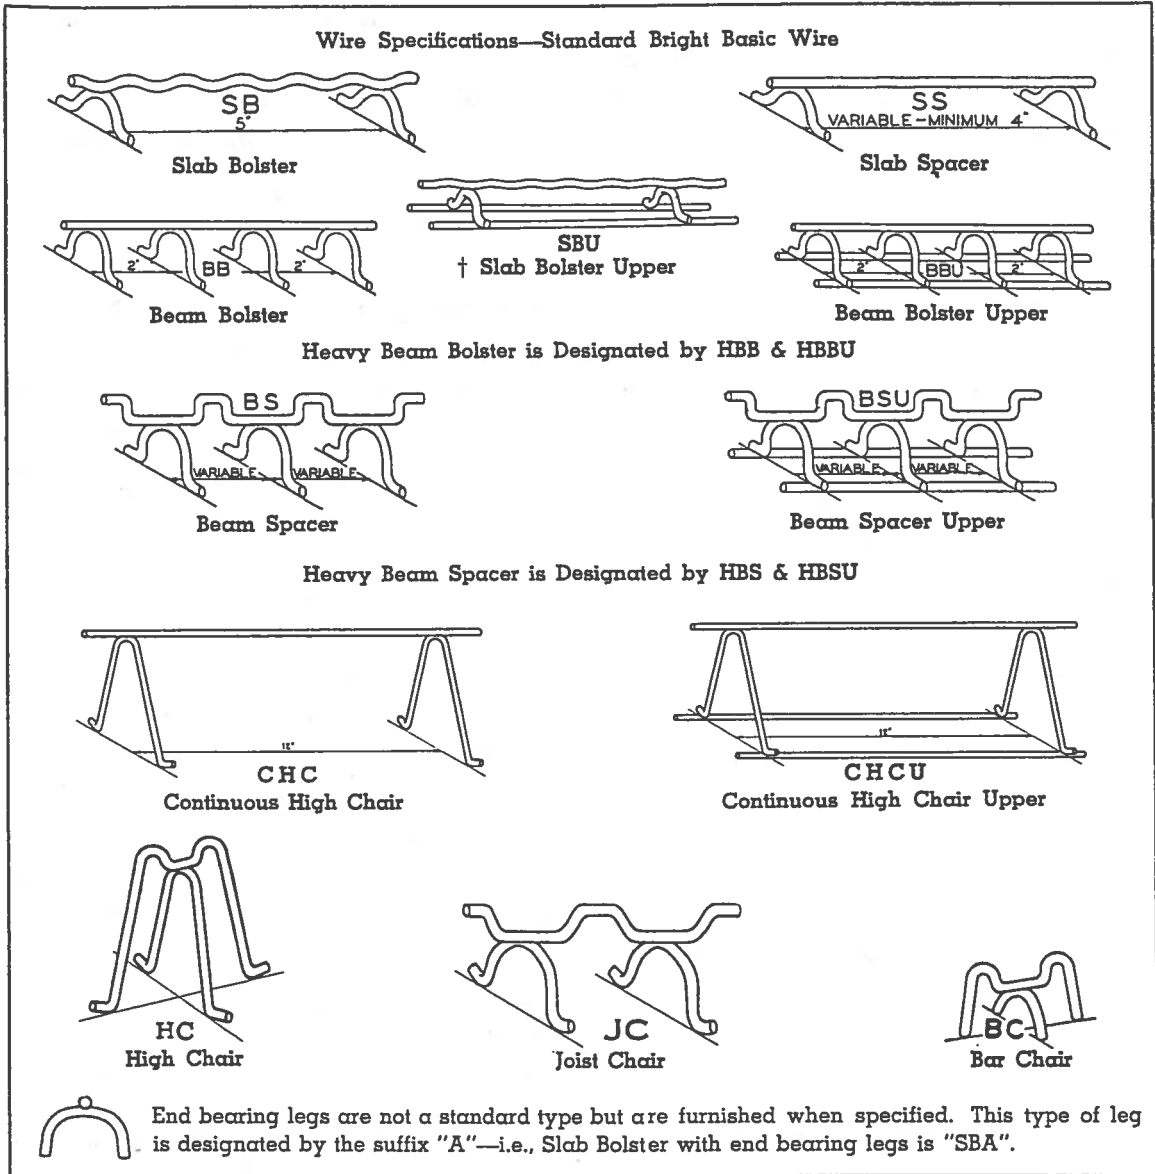 Wire Specifications—Standard Bright Basic Wire
SB
5"
Slab Bolster
SS
VARIABLE-MINIMUM 4"
Slab Spacer
SBU
† Slab Bolster Upper
2" BB 2"
Beam Bolster
2" BBU 2"
Beam Bolster Upper
Heavy Beam Bolster is Designated by HBB & HBBU
BS
VARIABLE VARIABLE
Beam Spacer
BSU
VARIABLE VARIABLE
Beam Spacer Upper
Heavy Beam Spacer is Designated by HBS & HBSU
12"
CHC
Continuous High Chair
12"
CHCU
Continuous High Chair Upper
HC
High Chair
JC
Joist Chair
BC
Bar Chair
End bearing legs are not a standard type but are furnished when specified. This type of leg
is designated by the suffix "A"—i.e., Slab Bolster with end bearing legs is "SBA".